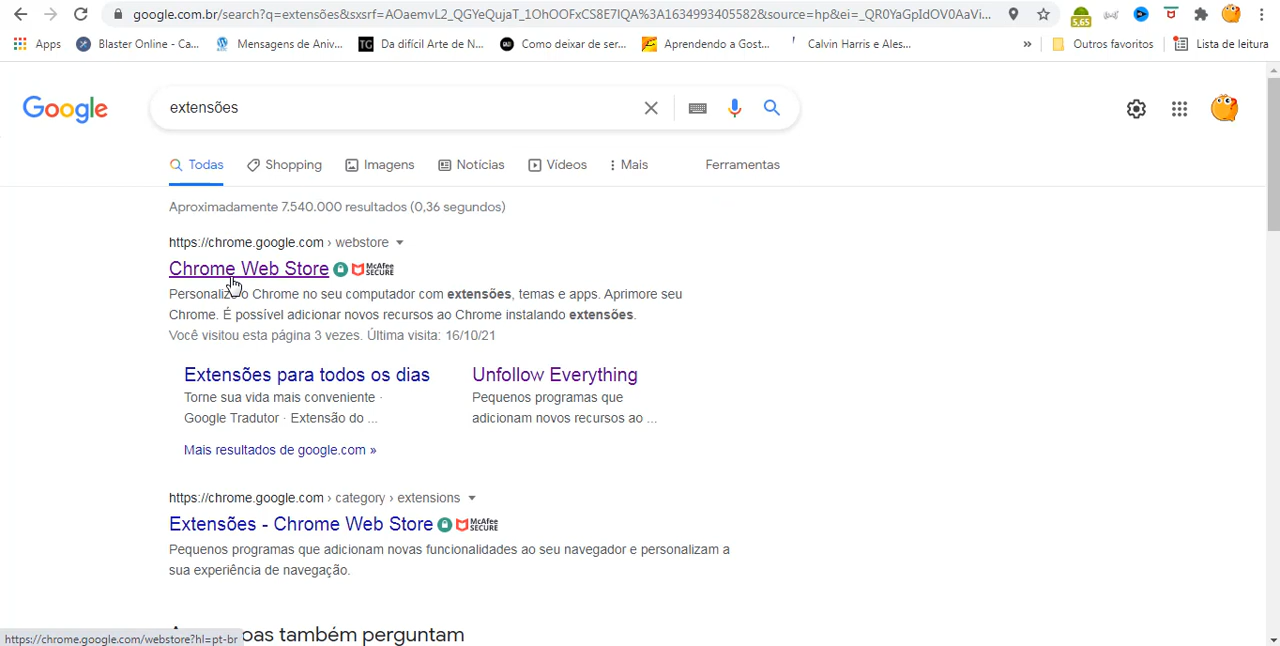 google.com.br/search?q=extensões&sxsrf=AOaemvL2_QGYeQujaT_1OhOOFxCS8E7IQA%3A1634993405582&source=hp&ei=_QR0YaGpIdOV0AaVi...
5,65
Apps Blaster Online - Ca... Mensagens de Aniv... TG Da difícil Arte de N... Como deixar de ser... Aprendendo a Gost... Calvin Harris e Ales... » Outros favoritos Lista de leitura
Google extensões
Todas Shopping Imagens Notícias Vídeos Mais Ferramentas
Aproximadamente 7.540.000 resultados (0,36 segundos)
https://chrome.google.com › webstore
Chrome Web Store McAfee SECURE
Personalize o Chrome no seu computador com extensões, temas e apps. Aprimore seu
Chrome. É possível adicionar novos recursos ao Chrome instalando extensões.
Você visitou esta página 3 vezes. Última visita: 16/10/21
Extensões para todos os dias Unfollow Everything
Torne sua vida mais conveniente · Pequenos programas que
Google Tradutor · Extensão do ... adicionam novos recursos ao ...
Mais resultados de google.com »
https://chrome.google.com › category › extensions
Extensões - Chrome Web Store McAfee SECURE
Pequenos programas que adicionam novas funcionalidades ao seu navegador e personalizam a
sua experiência de navegação.
oas também perguntam
https://chrome.google.com/webstore?hl=pt-br